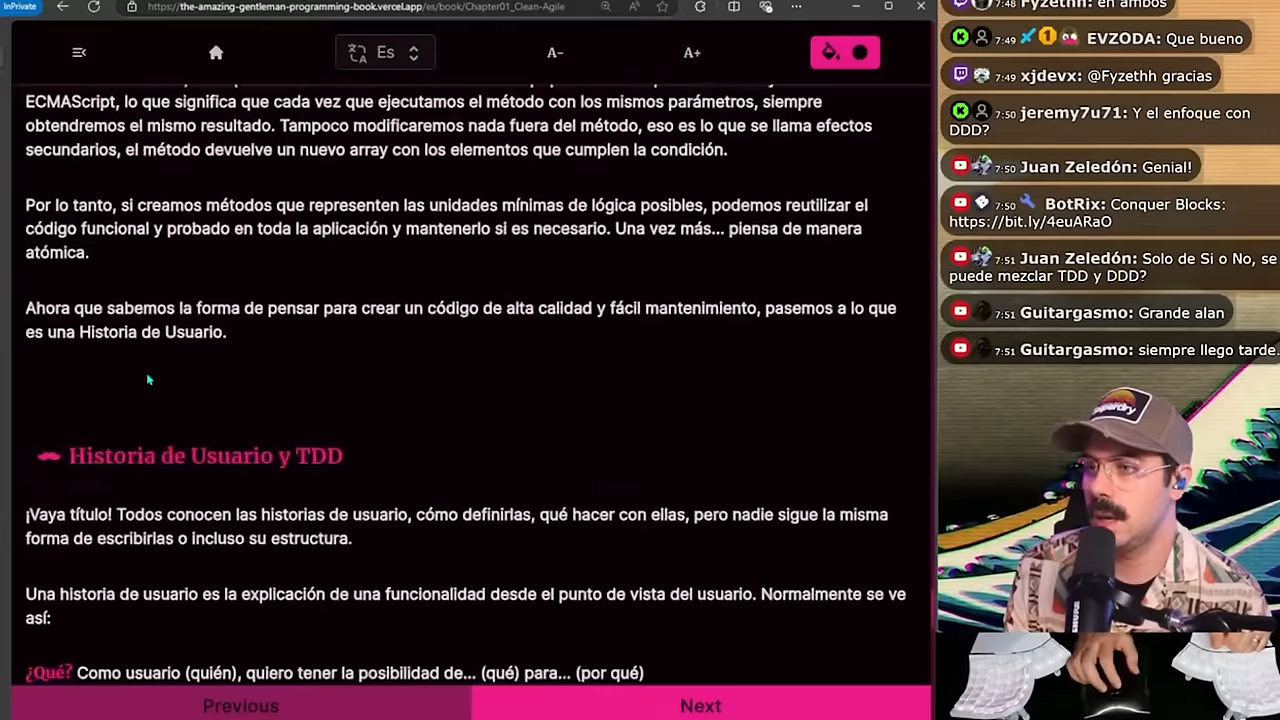 InPrivate
https://the-amazing-gentleman-programming-book.vercel.app/es/book/Chapter01_Clean-Agile
Es
A-
A+
ECMAScript, lo que significa que cada vez que ejecutamos el método con los mismos parámetros, siempre
obtendremos el mismo resultado. Tampoco modificaremos nada fuera del método, eso es lo que se llama efectos
secundarios, el método devuelve un nuevo array con los elementos que cumplen la condición.
Por lo tanto, si creamos métodos que representen las unidades mínimas de lógica posibles, podemos reutilizar el
código funcional y probado en toda la aplicación y mantenerlo si es necesario. Una vez más... piensa de manera
atómica.
Ahora que sabemos la forma de pensar para crear un código de alta calidad y fácil mantenimiento, pasemos a lo que
es una Historia de Usuario.
Historia de Usuario y TDD
¡Vaya título! Todos conocen las historias de usuario, cómo definirlas, qué hacer con ellas, pero nadie sigue la misma
forma de escribirlas o incluso su estructura.
Una historia de usuario es la explicación de una funcionalidad desde el punto de vista del usuario. Normalmente se ve
así:
¿Qué? Como usuario (quién), quiero tener la posibilidad de... (qué) para... (por qué)
Previous
Next
7:48 Fyzethh: en ambos
7:49 EVZODA: Que bueno
7:49 xjdevx: @Fyzethh gracias
7:50 jeremy7u71: Y el enfoque con
DDD?
7:50 Juan Zeledón: Genial!
7:50 BotRix: Conquer Blocks:
https://bit.ly/4euARaO
7:51 Juan Zeledón: Solo de Si o No, se
puede mezclar TDD y DDD?
7:51 Guitargasmo: Grande alan
7:51 Guitargasmo: siempre llego tarde.